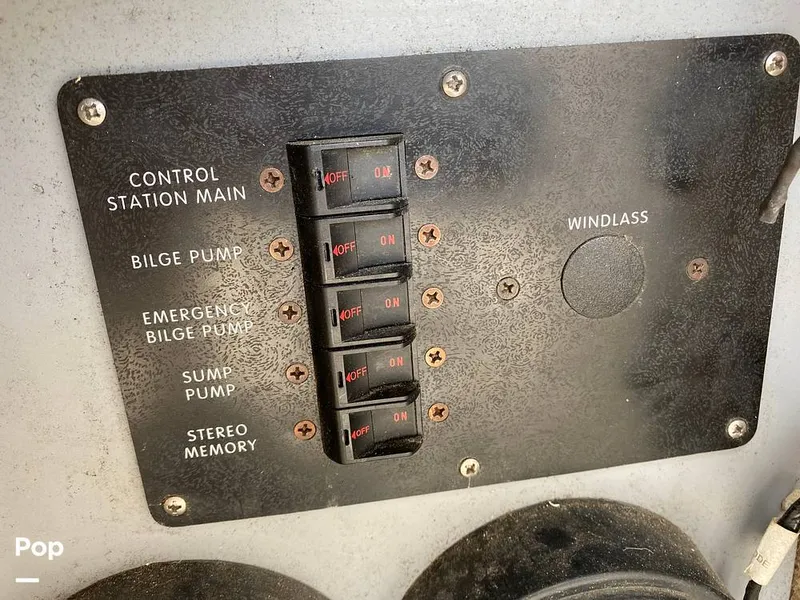 CONTROL
STATION MAIN
OFF ON
BILGE PUMP
OFF ON
EMERGENCY
BILGE PUMP
OFF ON
SUMP
PUMP
OFF ON
STEREO
MEMORY
OFF ON
WINDLASS
Pop